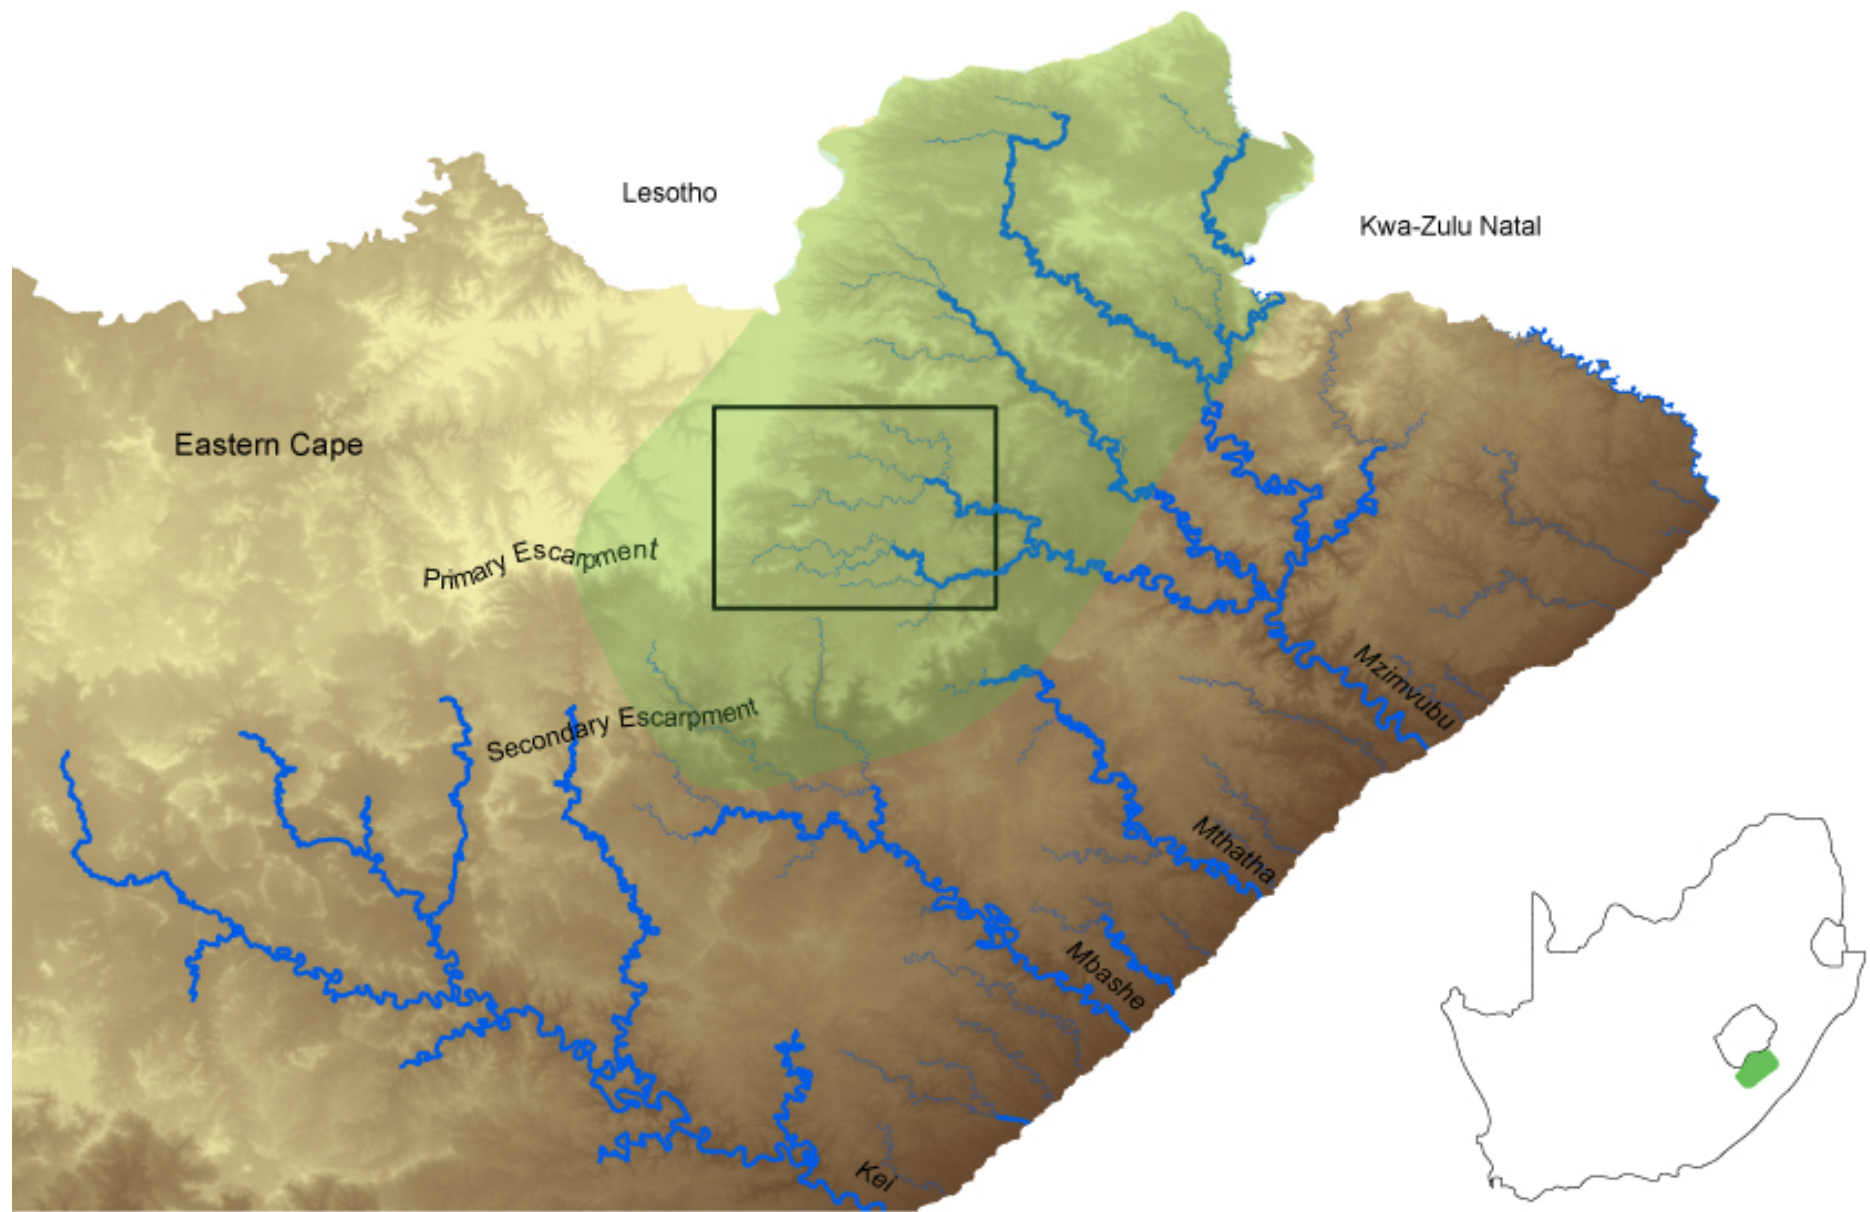 Lesotho
Kwa-Zulu Natal
Eastern Cape
Primary Escarpment
Secondary Escarpment
Mzimvubu
Mthatha
Mbashe
Kei